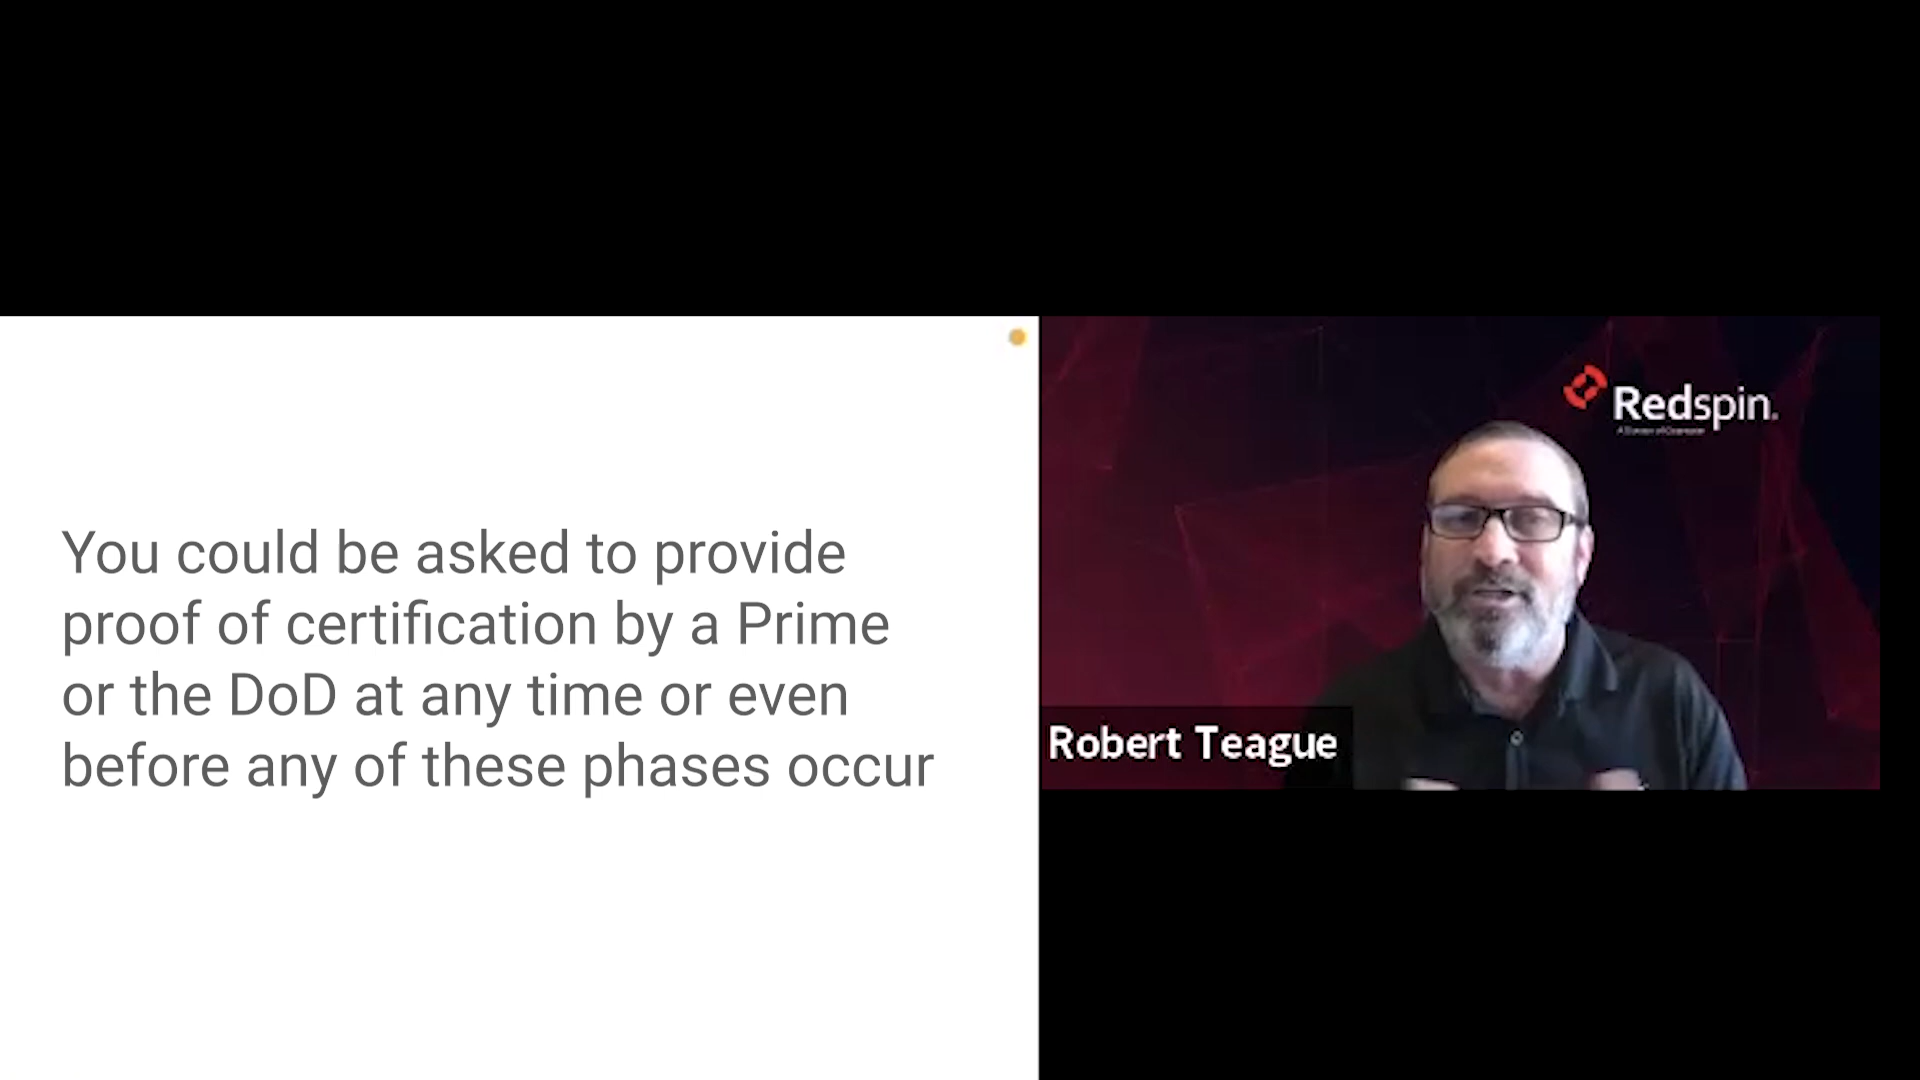 You could be asked to provide
proof of certification by a Prime
or the DoD at any time or even
before any of these phases occur
Redspin.
Robert Teague